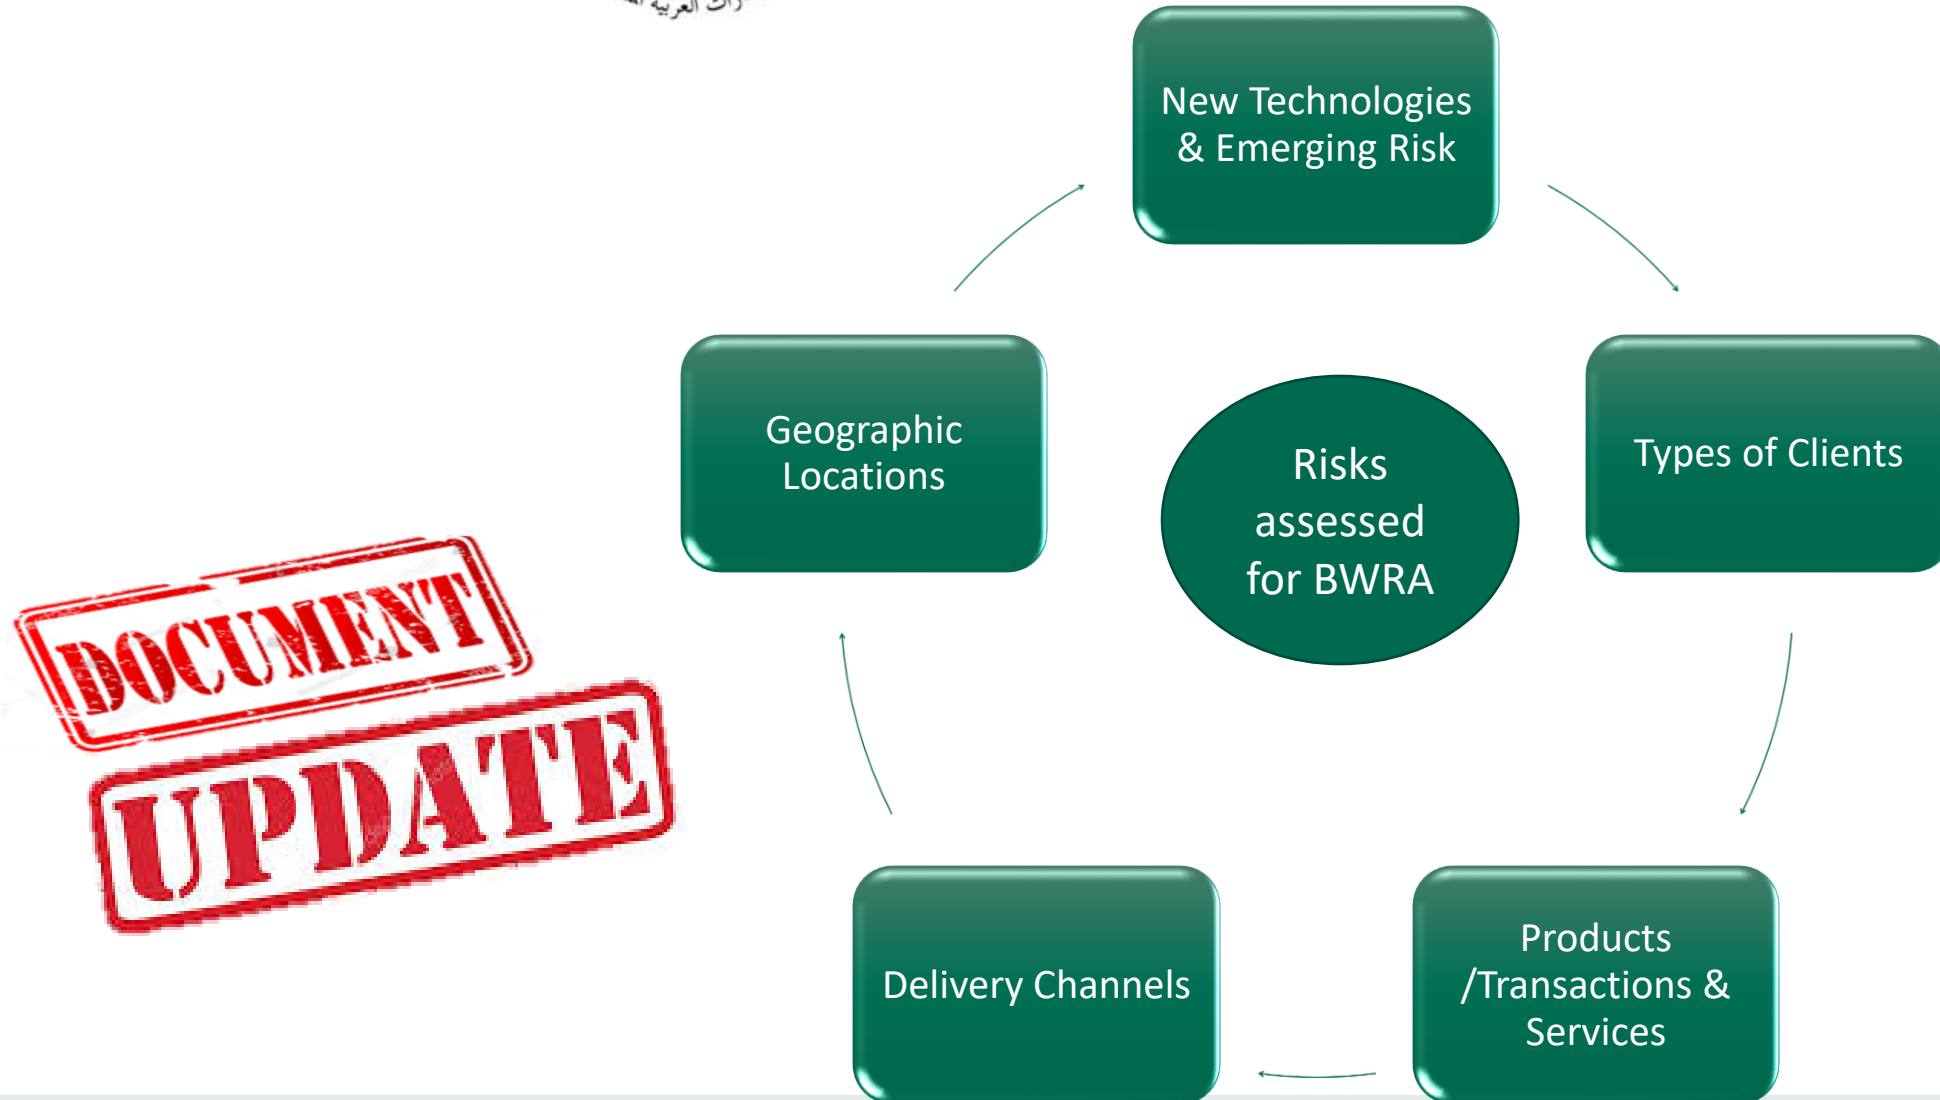 العربية
New Technologies
& Emerging Risk
Geographic
Locations
Types of Clients
Risks
assessed
for BWRA
DOCUMENT
UPDATE
Delivery Channels
Products
/Transactions &
Services